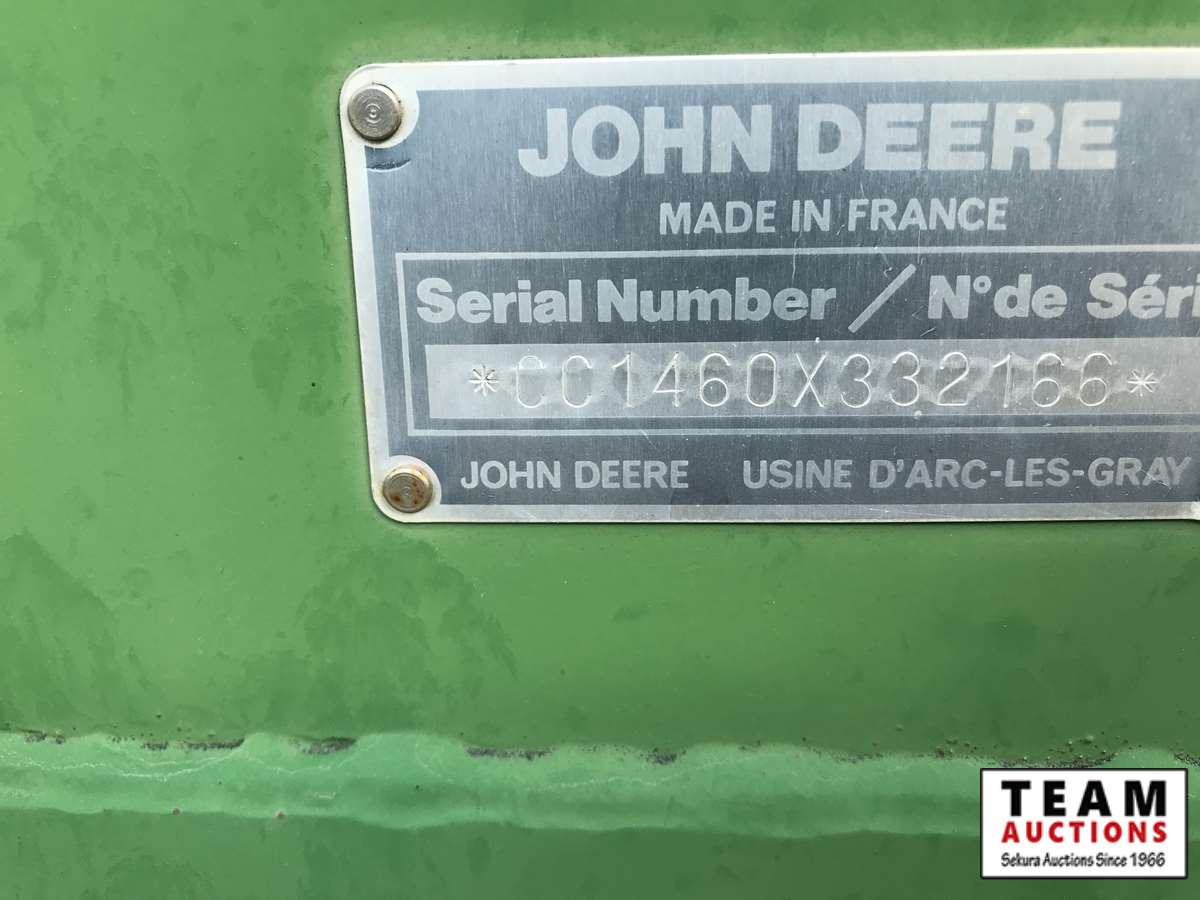 JOHN DEERE
MADE IN FRANCE
Serial Number / N°de Séri
*CC1460X332166*
JOHN DEERE USINE D'ARC-LES-GRAY
TEAM
AUCTIONS
Sekura Auctions Since 1966